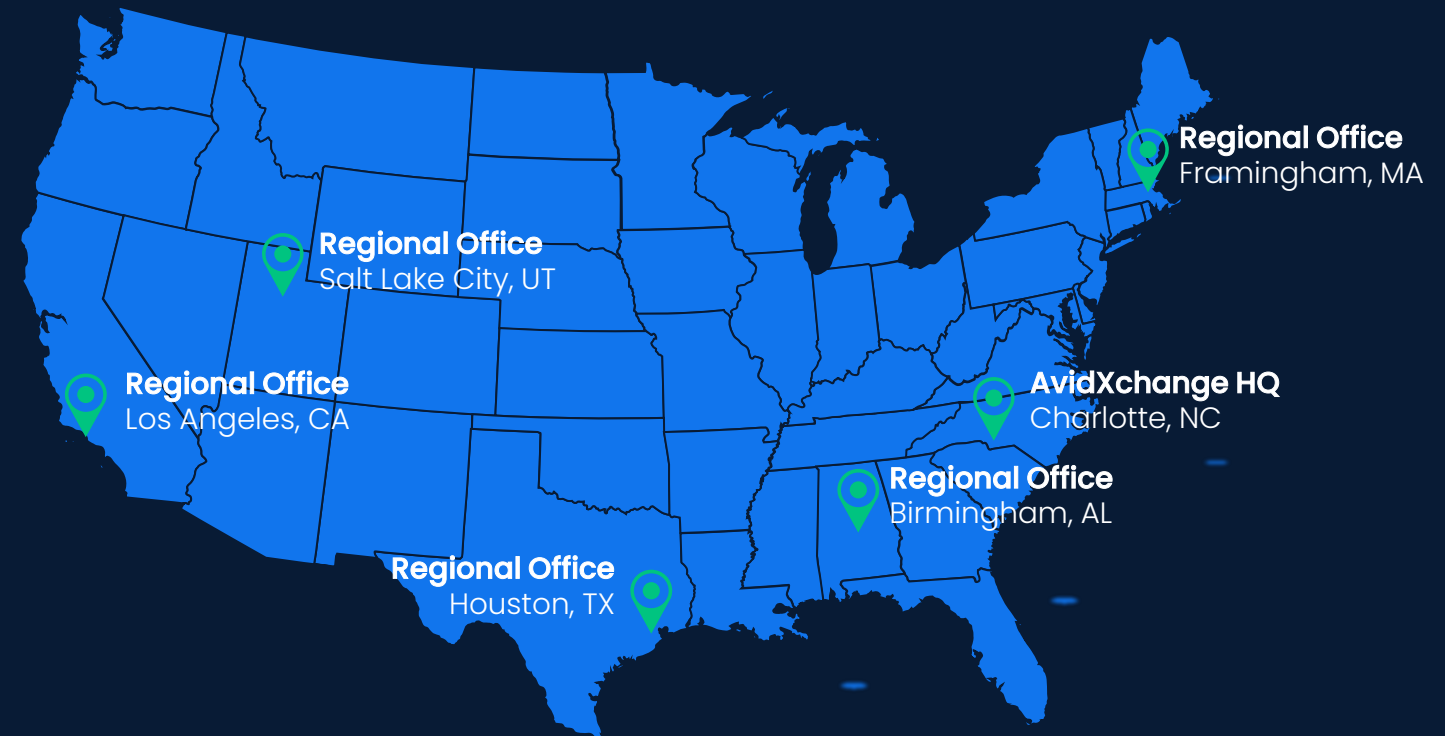 Regional Office
Framingham, MA
Regional Office
Salt Lake City, UT
Regional Office
Los Angeles, CA
AvidXchange HQ
Charlotte, NC
Regional Office
Birmingham, AL
Regional Office
Houston, TX